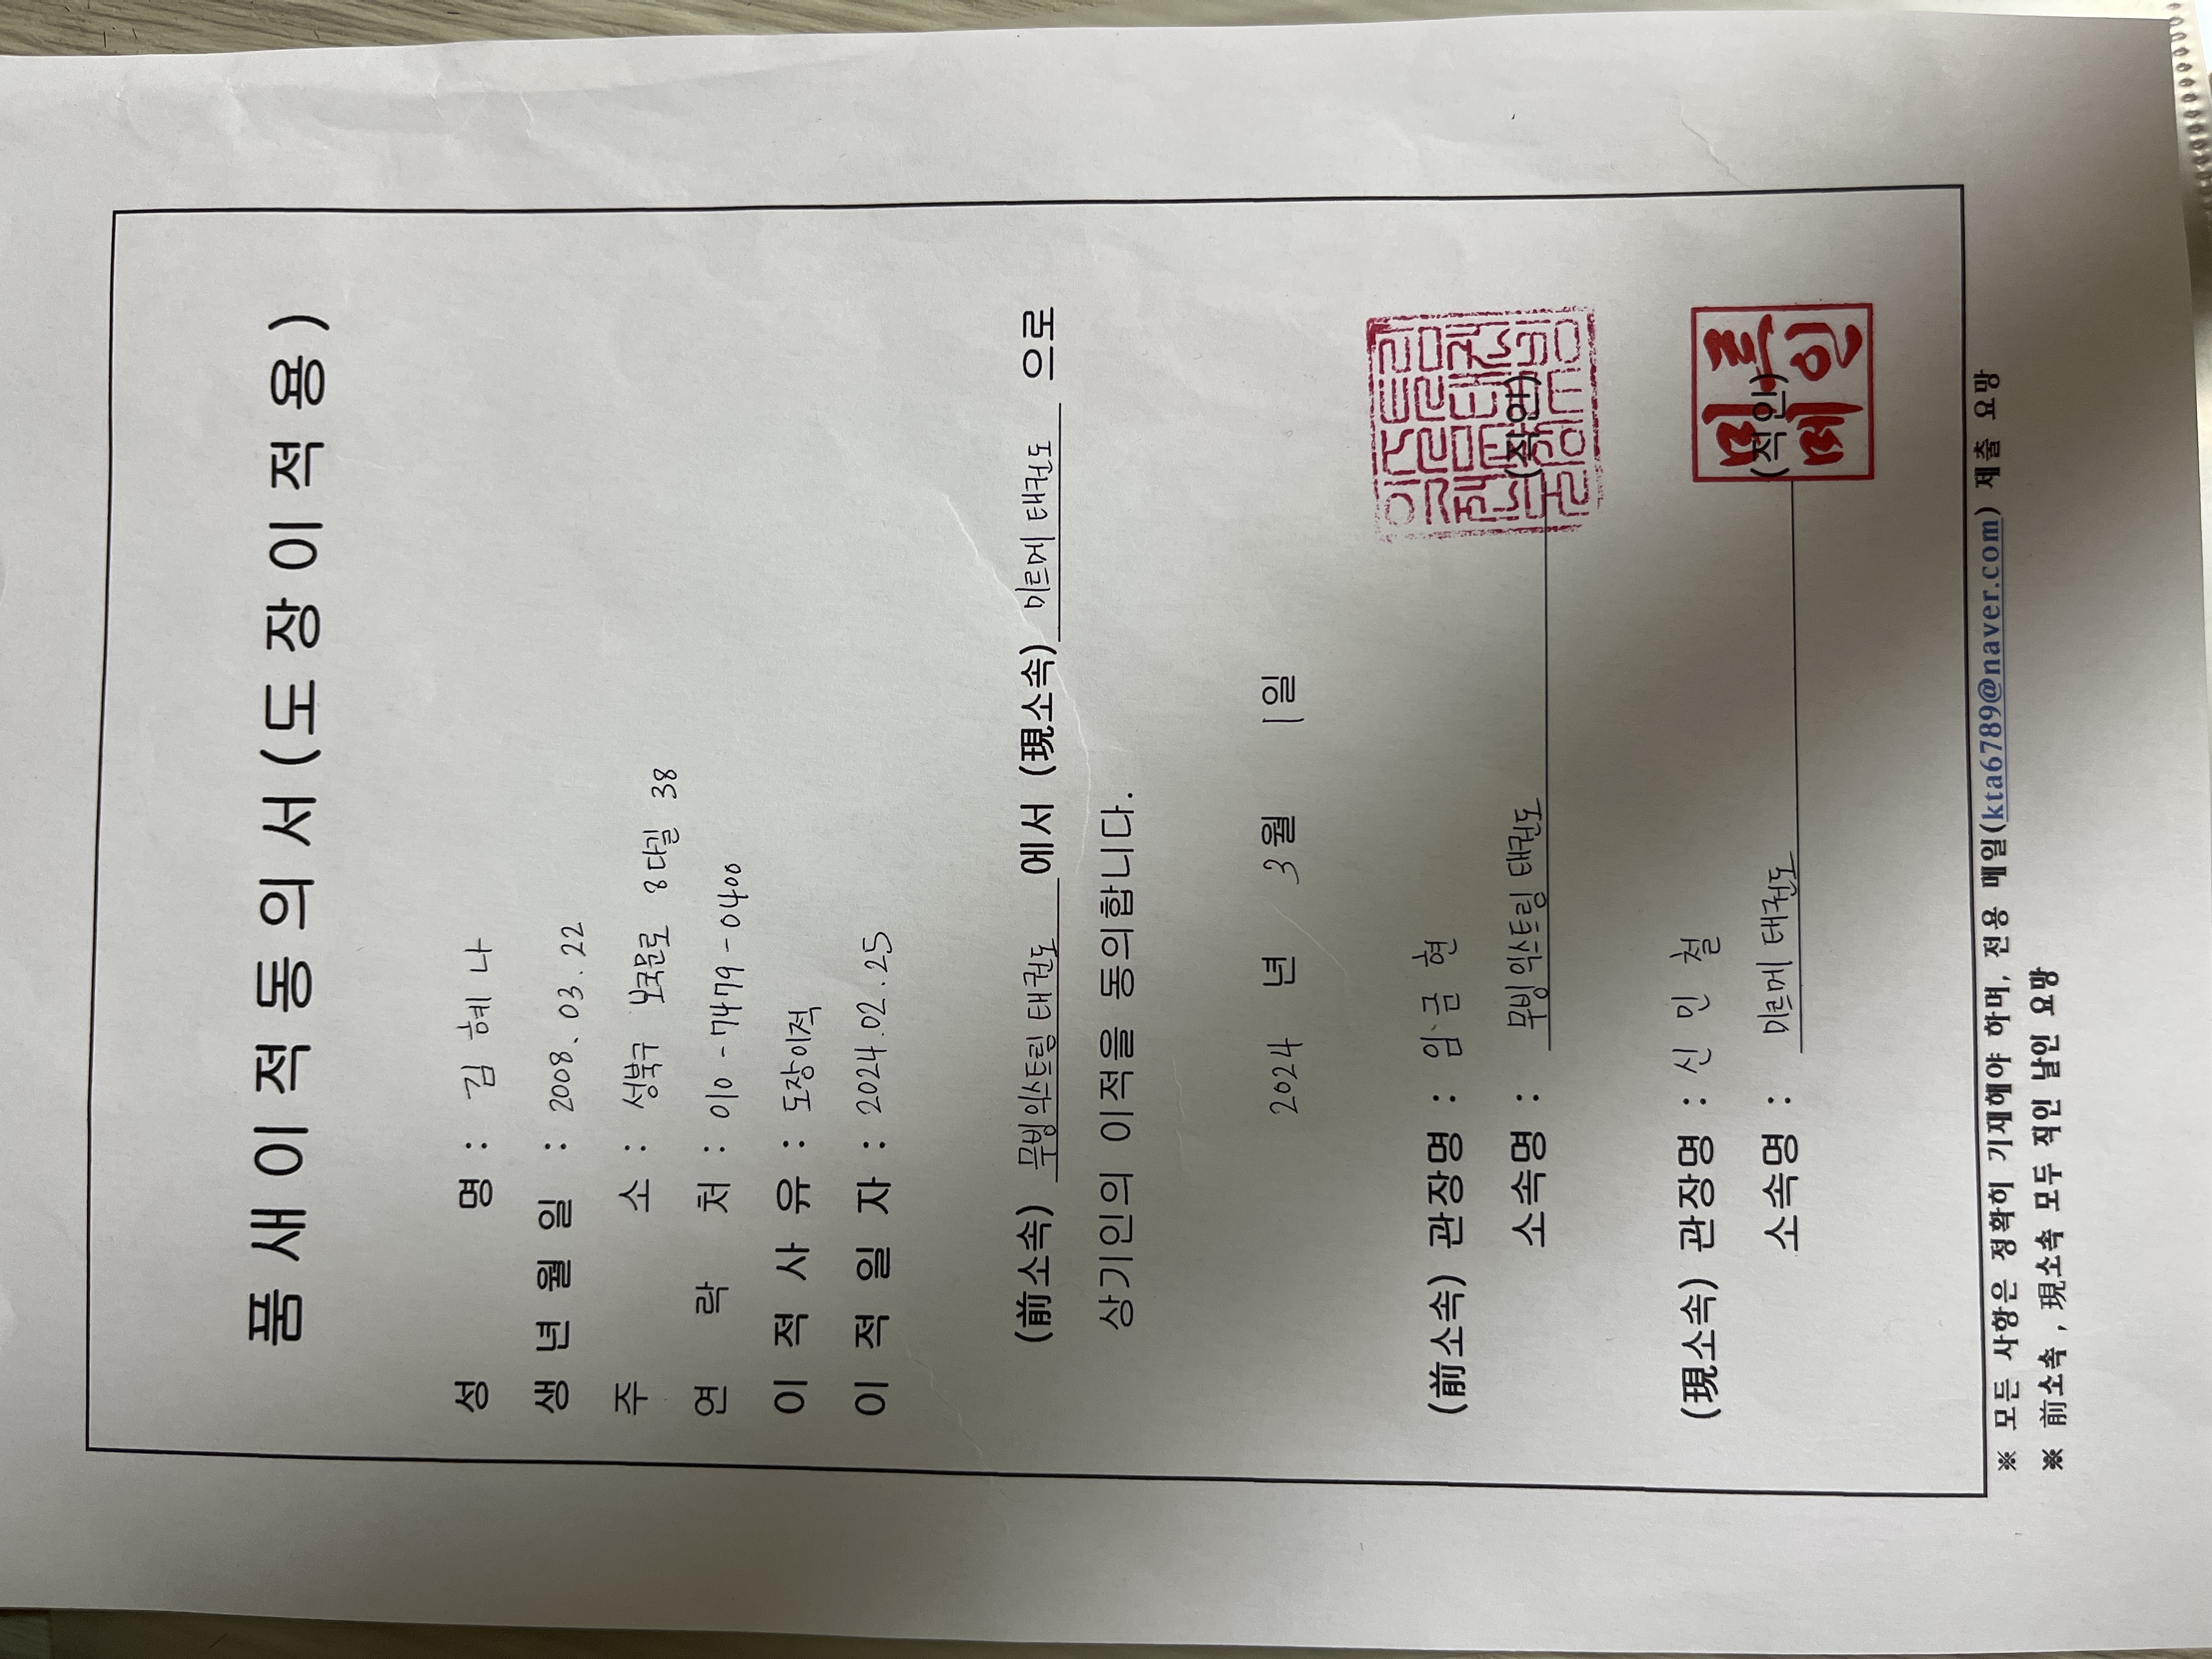 품새이적동의서(도장이적용)
성 명 : 김 혜 나
생 년 월 일 : 2008. 03. 22
주 소 : 성북구 보국문로 8다길 38
연 락 처 : 010-7479-0400
이 적 사 유 : 도장이적
이 적 일 자 : 2024. 02. 25
(前소속) 무빙익스트림 태권도 에서 (現소속) 미르메 태권도 으로
상기인의 이적을 동의합니다.
2024 년 3월 1일
(前소속) 관장명 : 임 금 현
소속명 : 무빙익스트림 태권도 (직인)
(現소속) 관장명 : 신 민 철
소속명 : 미르메 태권도 (직인)
미르
메인
※ 모든 사항은 정확히 기재해야 하며, 전용 메일(kta6789@naver.com) 제출 요망
※ 前소속, 現소속 모두 직인 날인 요망